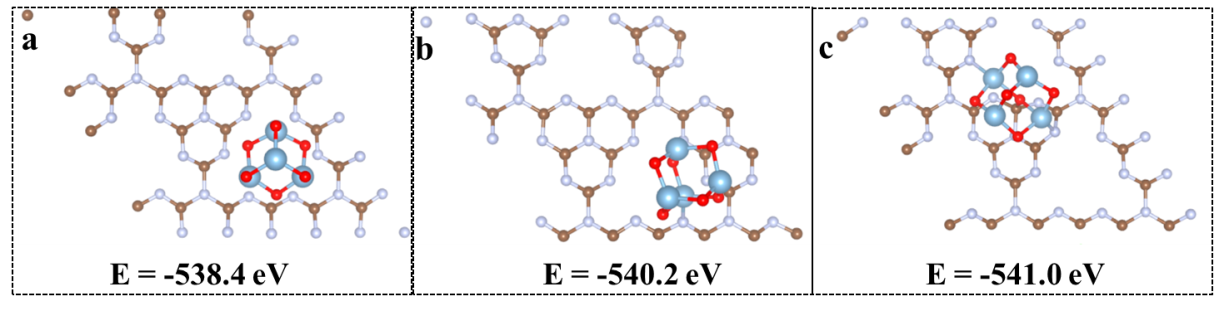 a
b
c
E = -538.4 eV
E = -540.2 eV
E = -541.0 eV